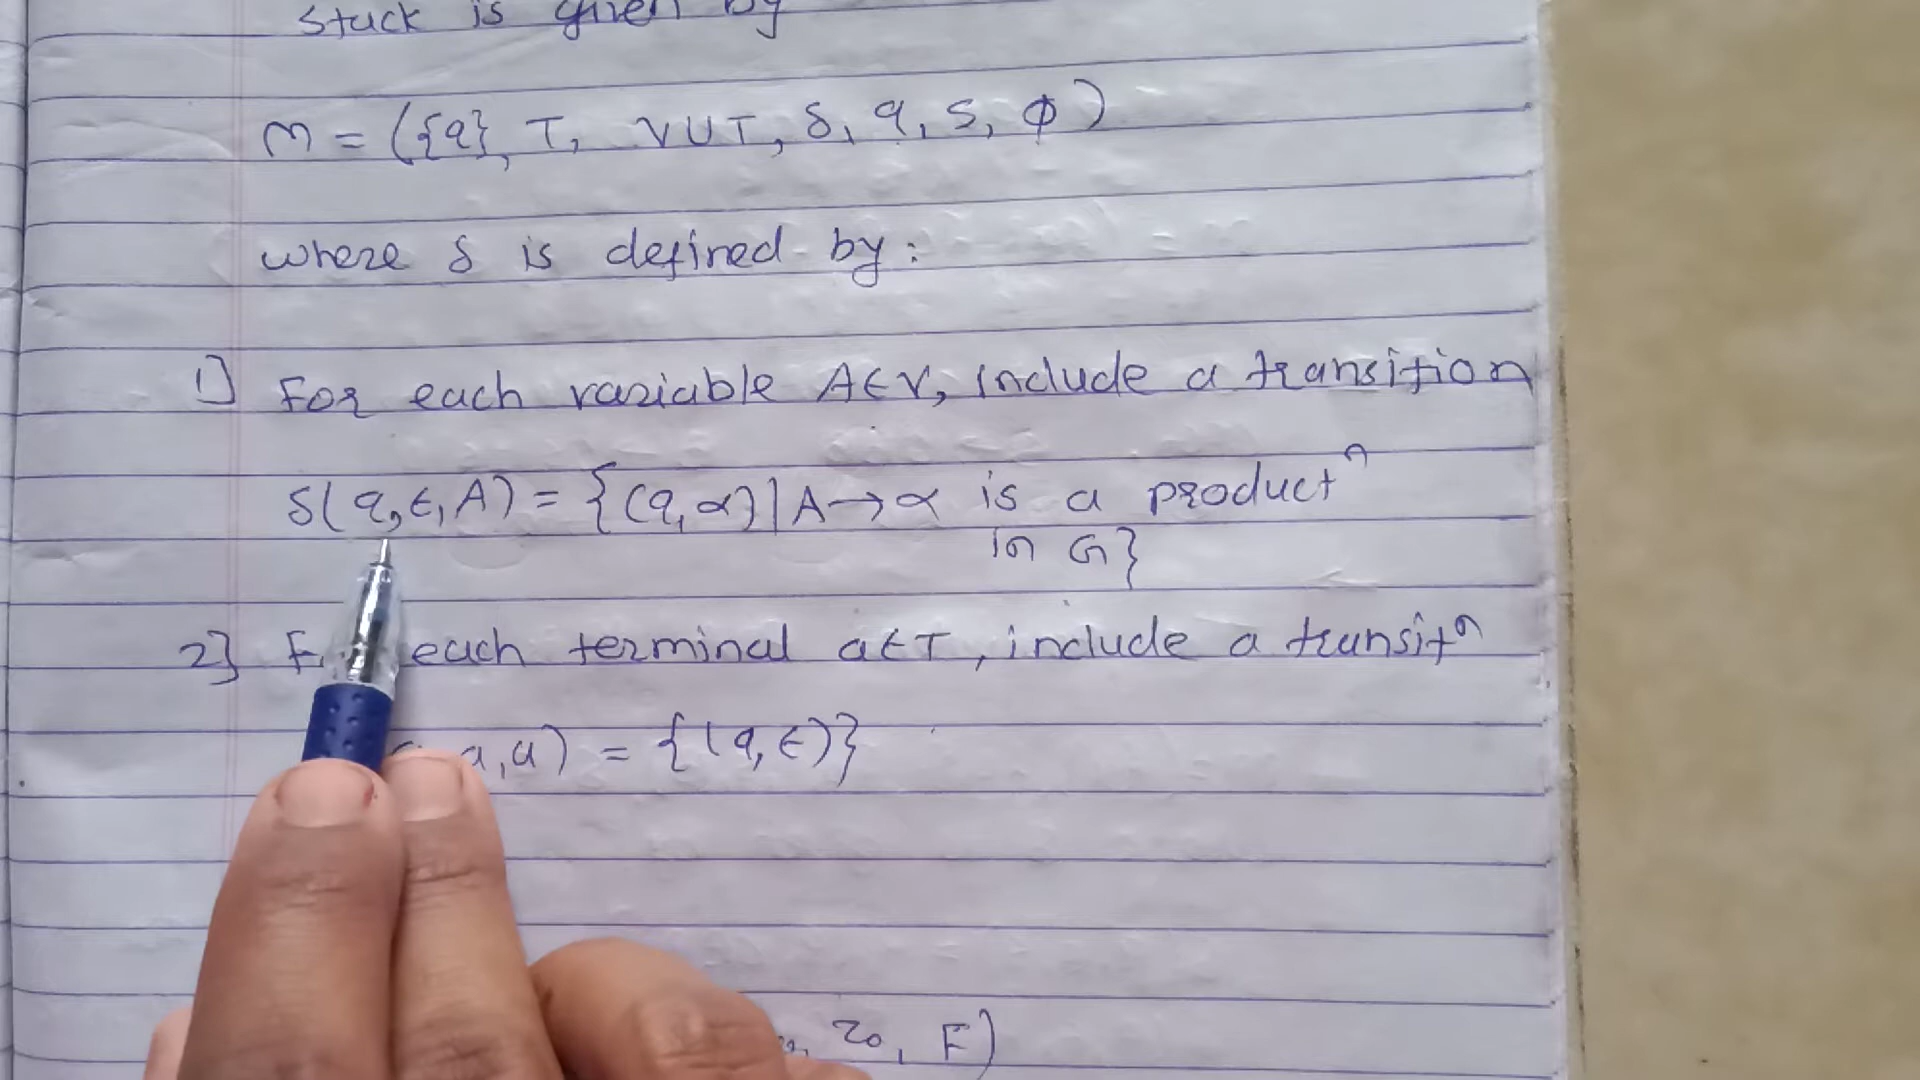 stack is given by
M = ({q}, T, VUT, δ, q, S, ϕ)
where δ is defined by:
1] For each variable A∈V, include a transition
δ(q,ϵ,A) = {(q,α)|A→α is a productⁿ
in G}
2] each terminal a∈T, include a transitⁿ
a,a) = {(q,ϵ)}
z0, F)